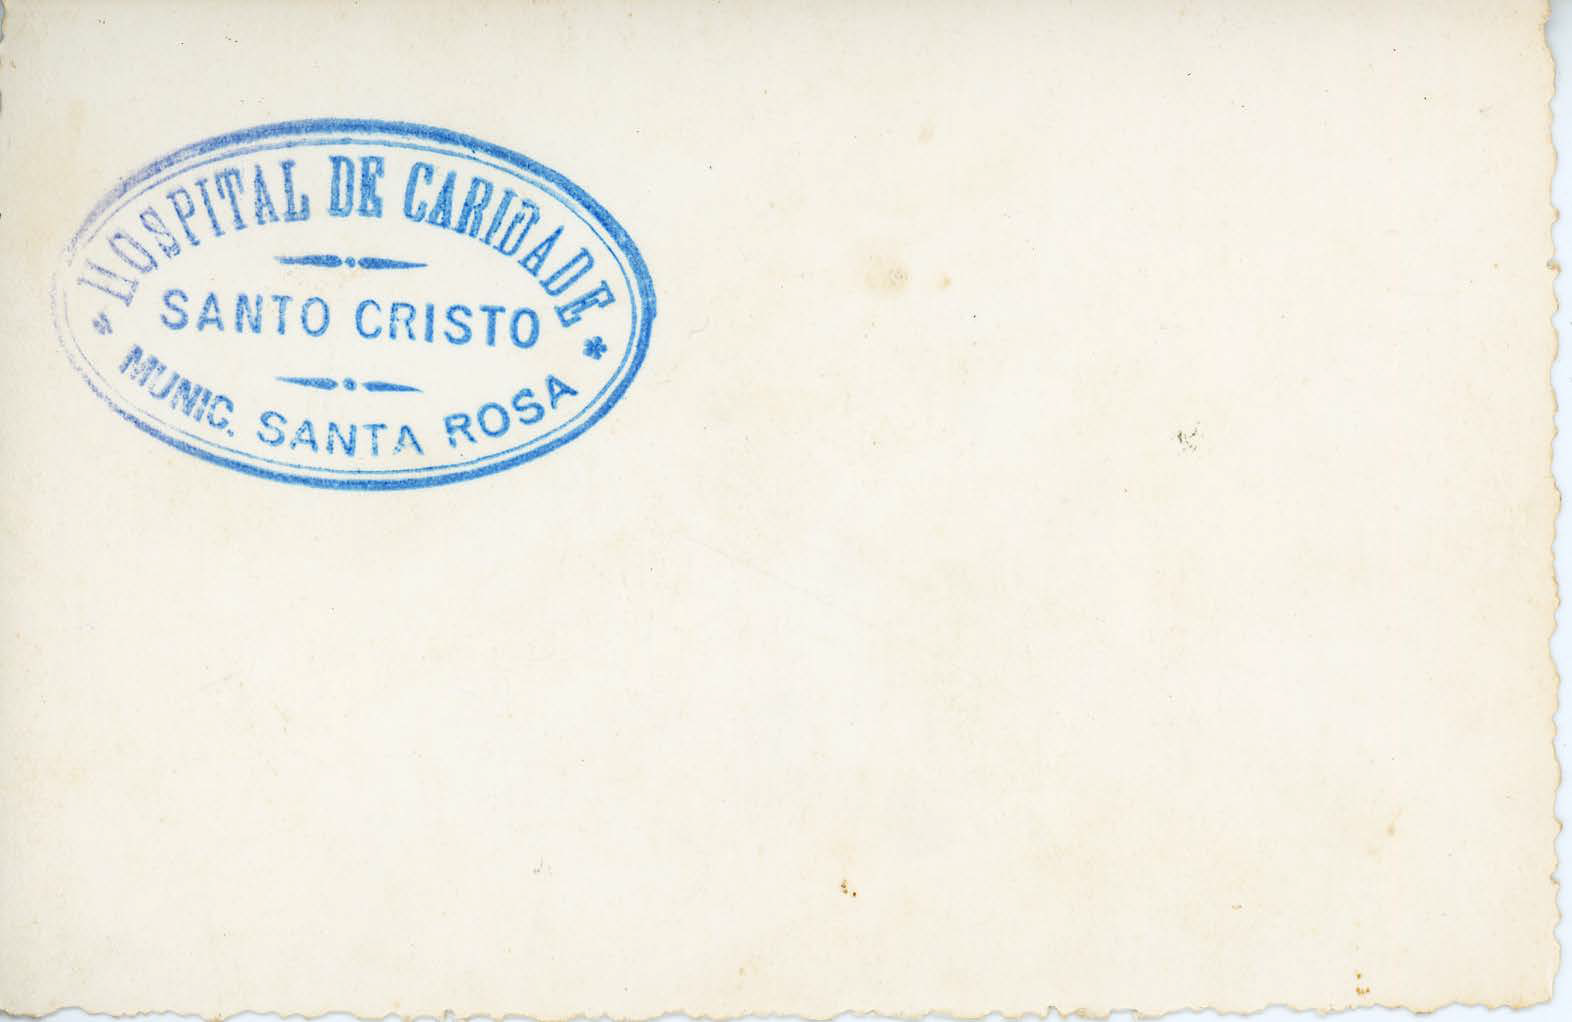 HOSPITAL DE CARIDADE
SANTO CRISTO
MUNIC. SANTA ROSA